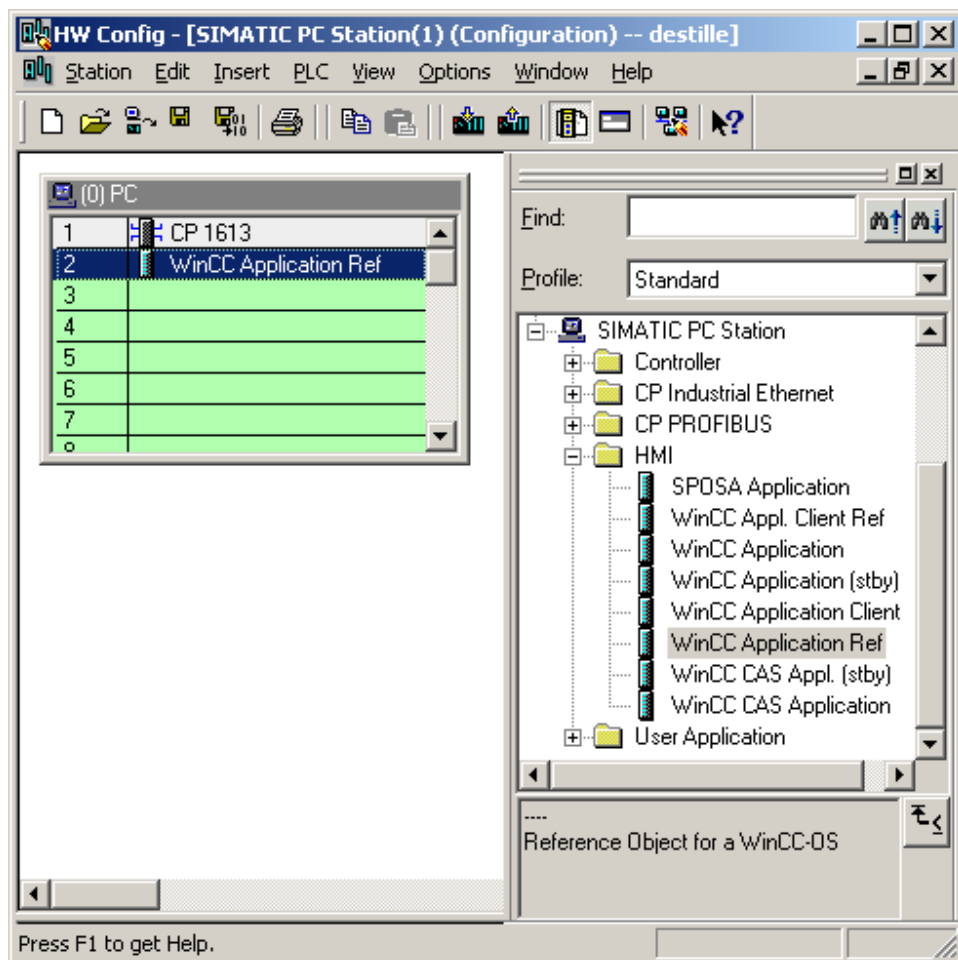 HW Config - [SIMATIC PC Station(1) (Configuration) -- destille]
Station Edit Insert PLC View Options Window Help
(0) PC
1 CP 1613
2 WinCC Application Ref
3
4
5
6
7
Find:
Profile: Standard
SIMATIC PC Station
Controller
CP Industrial Ethernet
CP PROFIBUS
HMI
SPOSA Application
WinCC Appl. Client Ref
WinCC Application
WinCC Application (stby)
WinCC Application Client
WinCC Application Ref
WinCC CAS Appl. (stby)
WinCC CAS Application
User Application
----
Reference Object for a WinCC-OS
Press F1 to get Help.